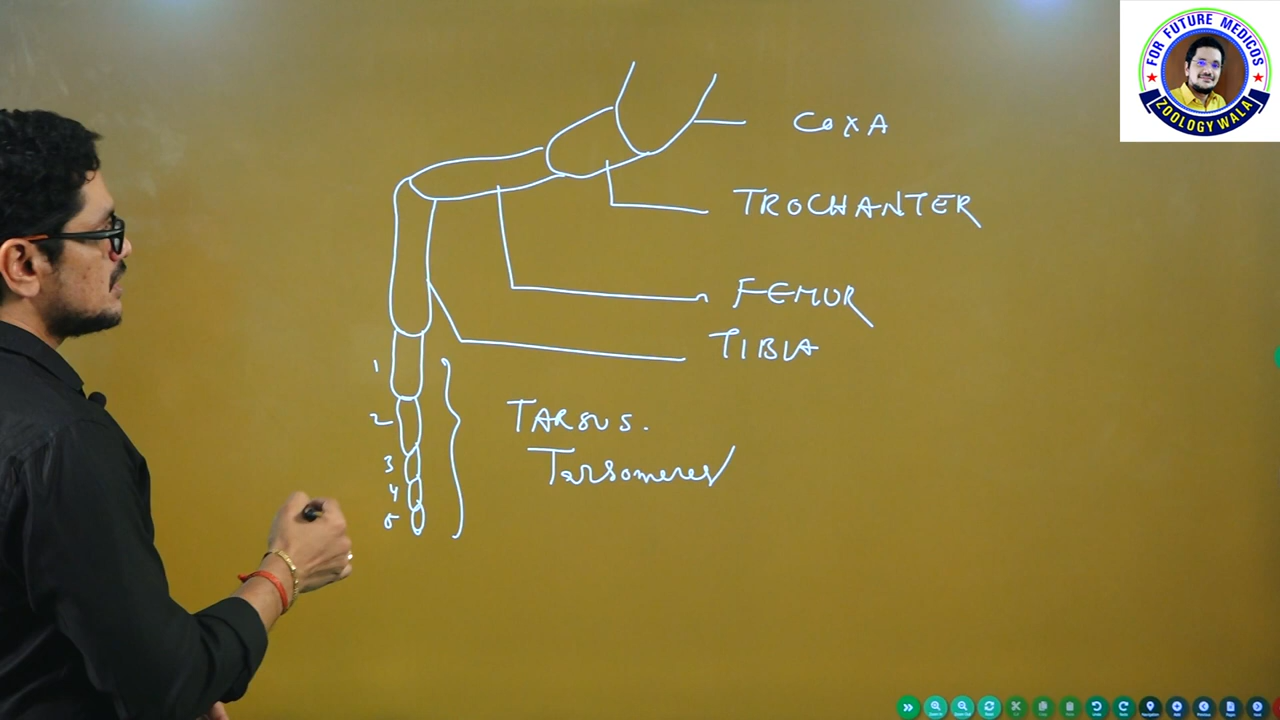 FOR FUTURE MEDICOS
ZOOLOGY WALA
COXA
TROCHANTER
FEMUR
TIBIA
1
2
3
4
5
TARSUS.
Tarsomeres